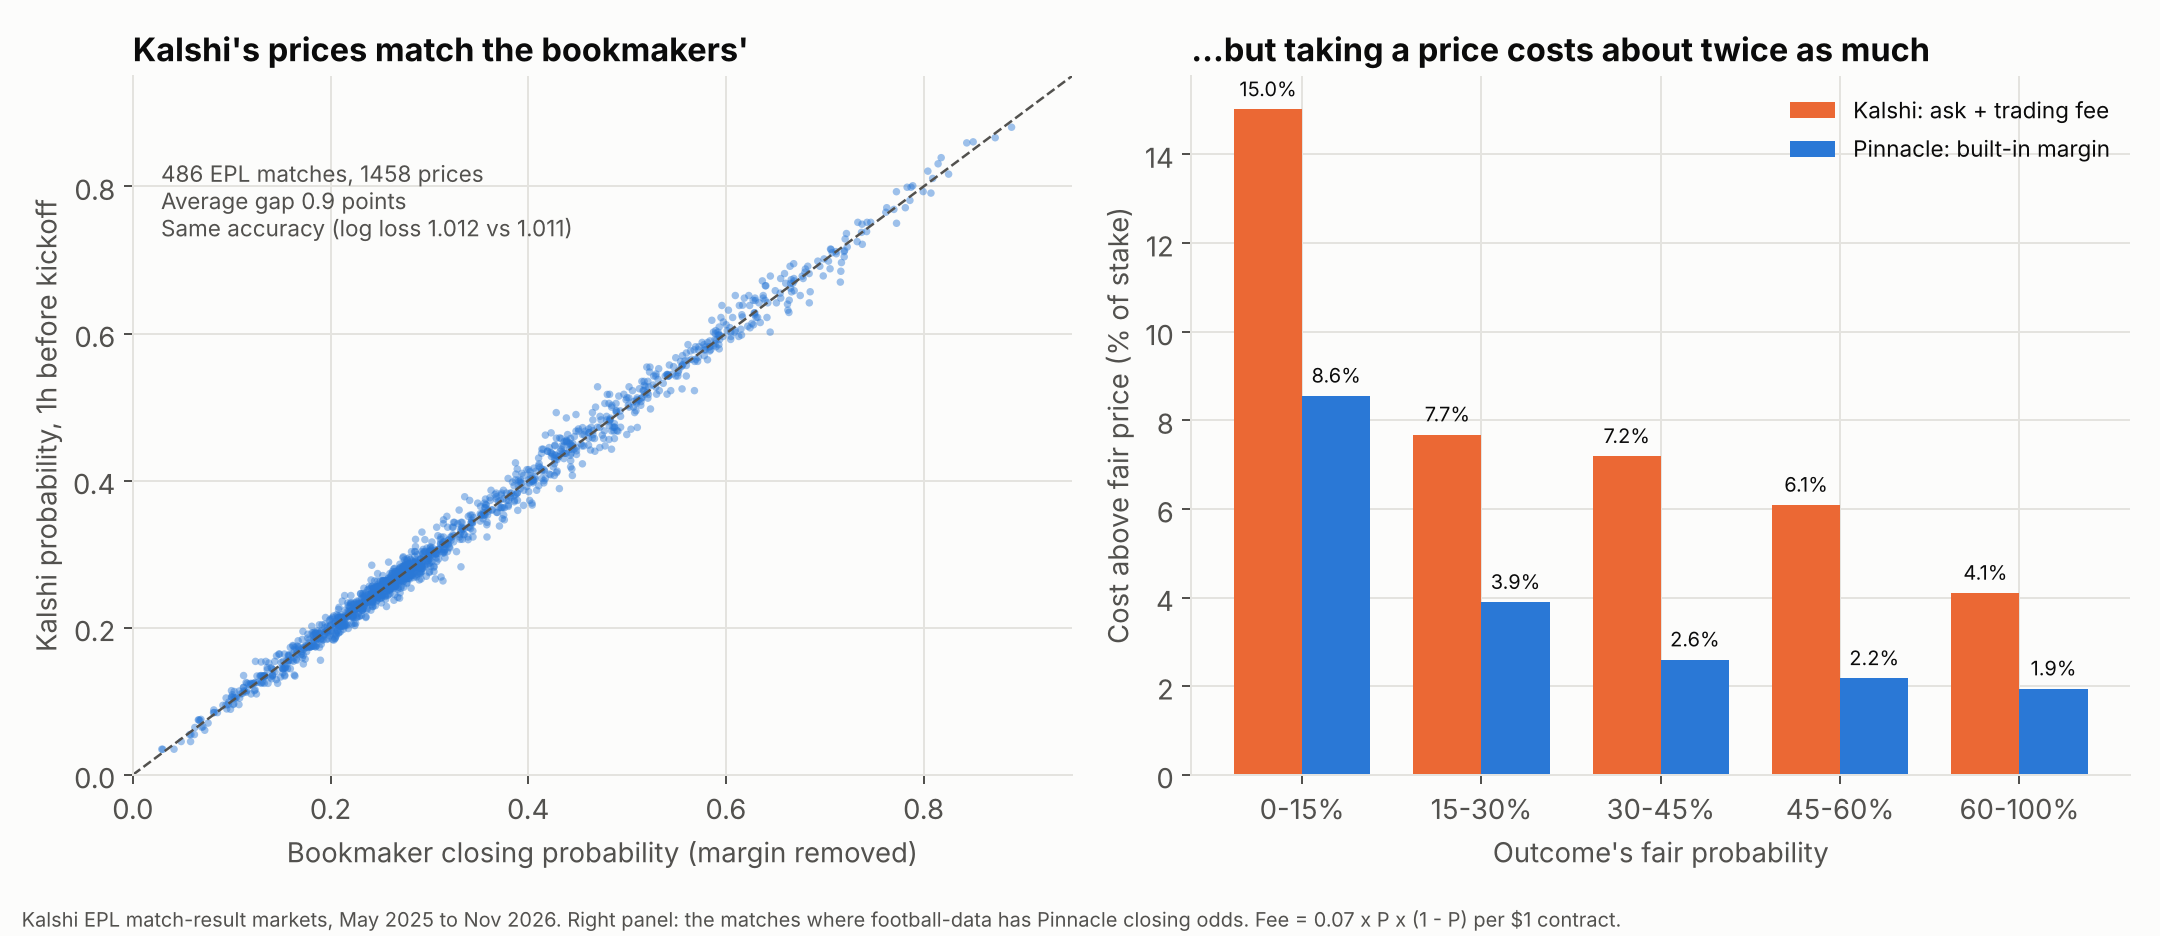 Kalshi's prices match the bookmakers'
486 EPL matches, 1458 prices
Average gap 0.9 points
Same accuracy (log loss 1.012 vs 1.011)
Kalshi probability, 1h before kickoff
0.8
0.6
0.4
0.2
0.0
0.0 0.2 0.4 0.6 0.8
Bookmaker closing probability (margin removed)
...but taking a price costs about twice as much
Kalshi: ask + trading fee
Pinnacle: built-in margin
Cost above fair price (% of stake)
14
12
10
8
6
4
2
0
15.0%
8.6%
7.7%
3.9%
7.2%
2.6%
6.1%
2.2%
4.1%
1.9%
0-15% 15-30% 30-45% 45-60% 60-100%
Outcome's fair probability
Kalshi EPL match-result markets, May 2025 to Nov 2026. Right panel: the matches where football-data has Pinnacle closing odds. Fee = 0.07 x P x (1 - P) per $1 contract.